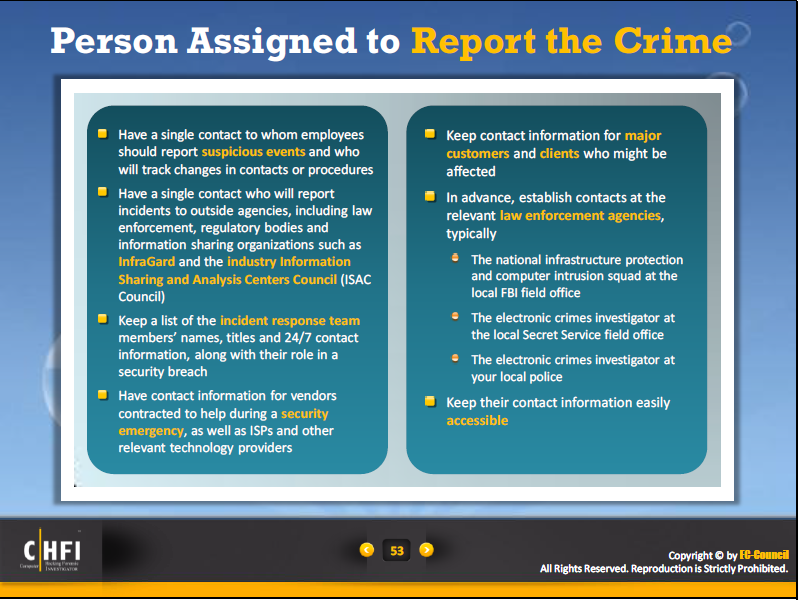 Person Assigned to Report the Crime
Have a single contact to whom employees
should report suspicious events and who
will track changes in contacts or procedures
Have a single contact who will report
incidents to outside agencies, including law
enforcement, regulatory bodies and
information sharing organizations such as
InfraGard and the industry Information
Sharing and Analysis Centers Council (ISAC
Council)
Keep a list of the incident response team
members' names, titles and 24/7 contact
information, along with their role in a
security breach
Have contact information for vendors
contracted to help during a security
emergency, as well as ISPs and other
relevant technology providers
Keep contact information for major
customers and clients who might be
affected
In advance, establish contacts at the
relevant law enforcement agencies,
typically
The national infrastructure protection
and computer intrusion squad at the
local FBI field office
The electronic crimes investigator at
the local Secret Service field office
The electronic crimes investigator at
your local police
Keep their contact information easily
accessible
CHFI
Computer Hacking Forensic
INVESTIGATOR
53
Copyright © by EC-Council
All Rights Reserved. Reproduction is Strictly Prohibited.